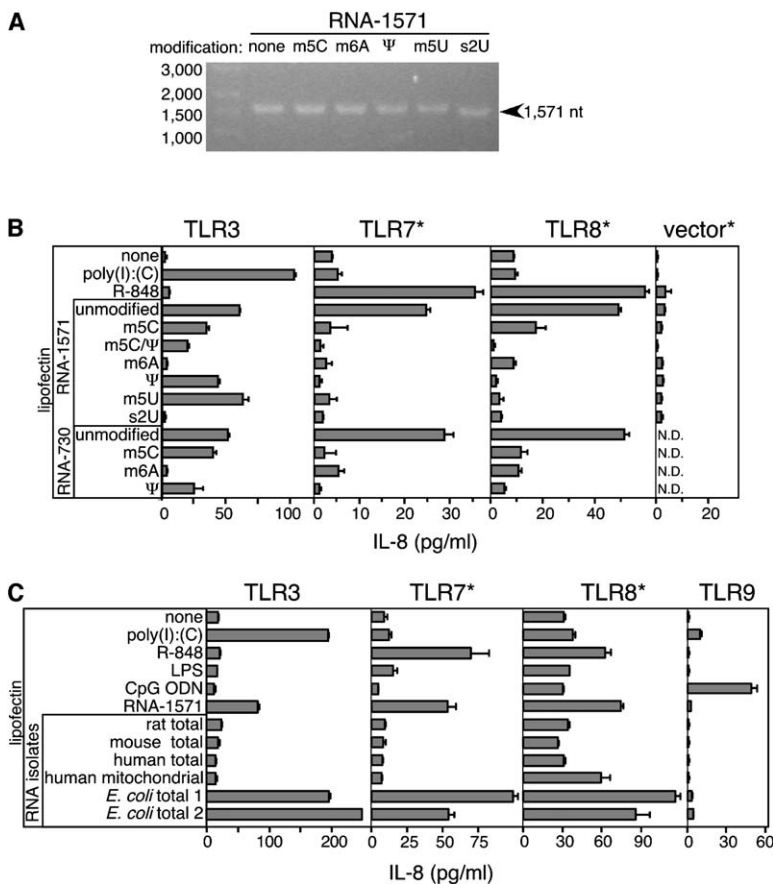 A
RNA-1571
modification: none m5C m6A Ψ m5U s2U
3,000
2,000
1,500
1,000
1,571 nt
B
TLR3 TLR7* TLR8* vector*
lipofectin
none
poly(I):(C)
R-848
RNA-1571
unmodified
m5C
m5C/Ψ
m6A
Ψ
m5U
s2U
RNA-730
unmodified N.D.
m5C N.D.
m6A N.D.
Ψ N.D.
0 50 100 0 10 20 30 0 20 40 0 20
IL-8 (pg/ml)
C
TLR3 TLR7* TLR8* TLR9
lipofectin
none
poly(I):(C)
R-848
LPS
CpG ODN
RNA-1571
RNA isolates
rat total
mouse total
human total
human mitochondrial
E. coli total 1
E. coli total 2
0 100 200 0 25 50 75 0 30 60 90 0 30 60
IL-8 (pg/ml)